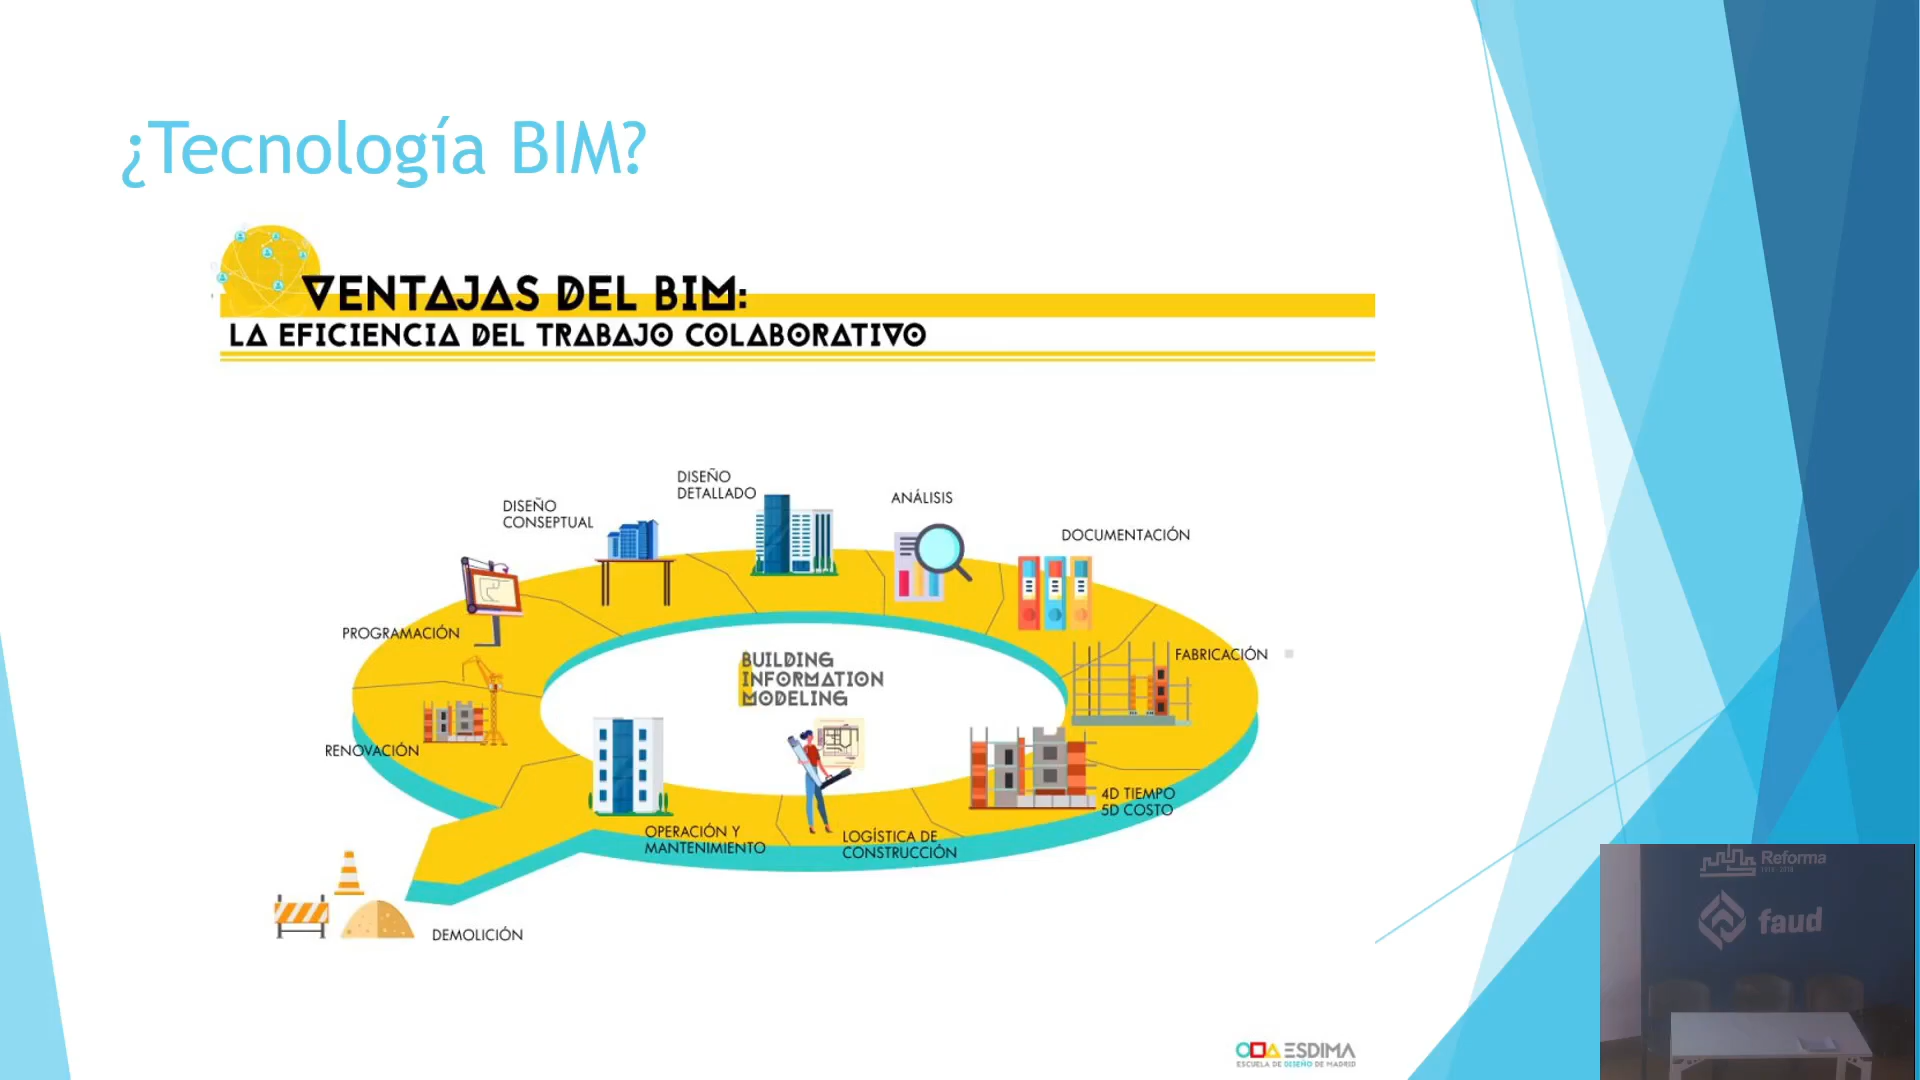 ¿Tecnología BIM?
VENTAJAS DEL BIM:
LA EFICIENCIA DEL TRABAJO COLABORATIVO
DISEÑO
DETALLADO
ANÁLISIS
DISEÑO
CONSEPTUAL
DOCUMENTACIÓN
PROGRAMACIÓN
FABRICACIÓN
BUILDING
INFORMATION
MODELING
RENOVACIÓN
4D TIEMPO
5D COSTO
OPERACIÓN Y
MANTENIMIENTO
LOGÍSTICA DE
CONSTRUCCIÓN
DEMOLICIÓN
ESDIMA
ESCUELA DE DISEÑO DE MADRID
Reforma
faud